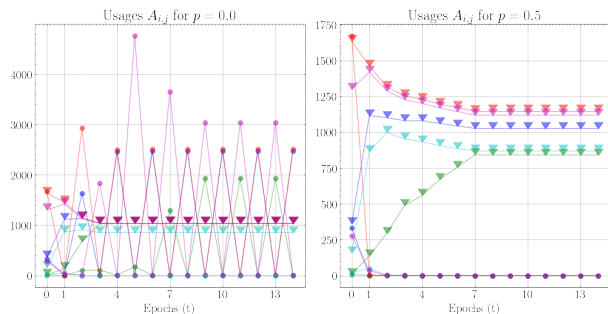 Usages $A_{i,j}$ for $p = 0.0$
4000
3000
2000
1000
0
0 1 4 7 10 13
Epochs (t)
Usages $A_{i,j}$ for $p = 0.5$
1750
1500
1250
1000
750
500
250
0
0 1 4 7 10 13
Epochs (t)